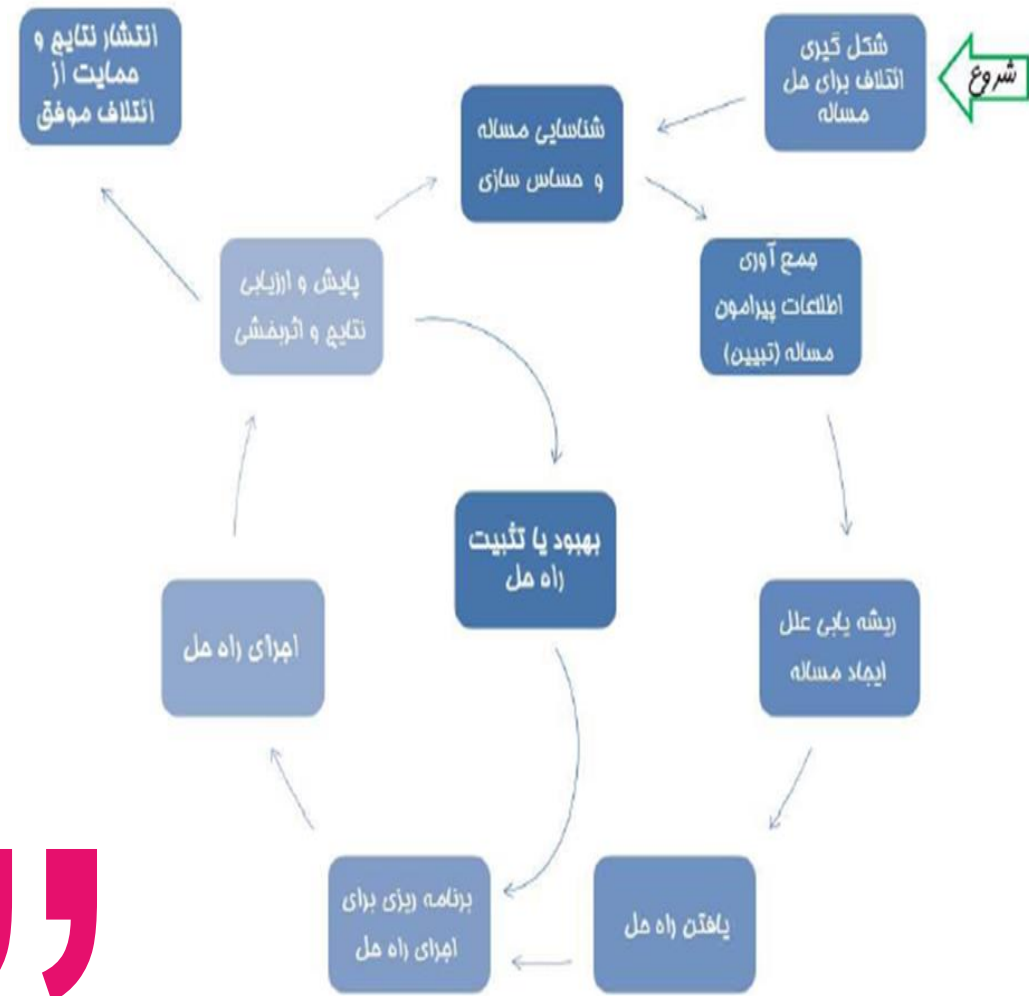 شروع
شکل گیری
ائتلاف برای حل
مساله
شناسایی مساله
و حساس سازی
جمع آوری
اطلاعات پیرامون
مساله (تبیین)
ریشه یابی علل
ایجاد مساله
یافتن راه حل
برنامه ریزی برای
اجرای راه حل
اجرای راه حل
پایش و ارزیابی
نتایج و اثربخشی
بهبود یا تثبیت
راه حل
انتشار نتایج و
حمایت از
ائتلاف موفق
”